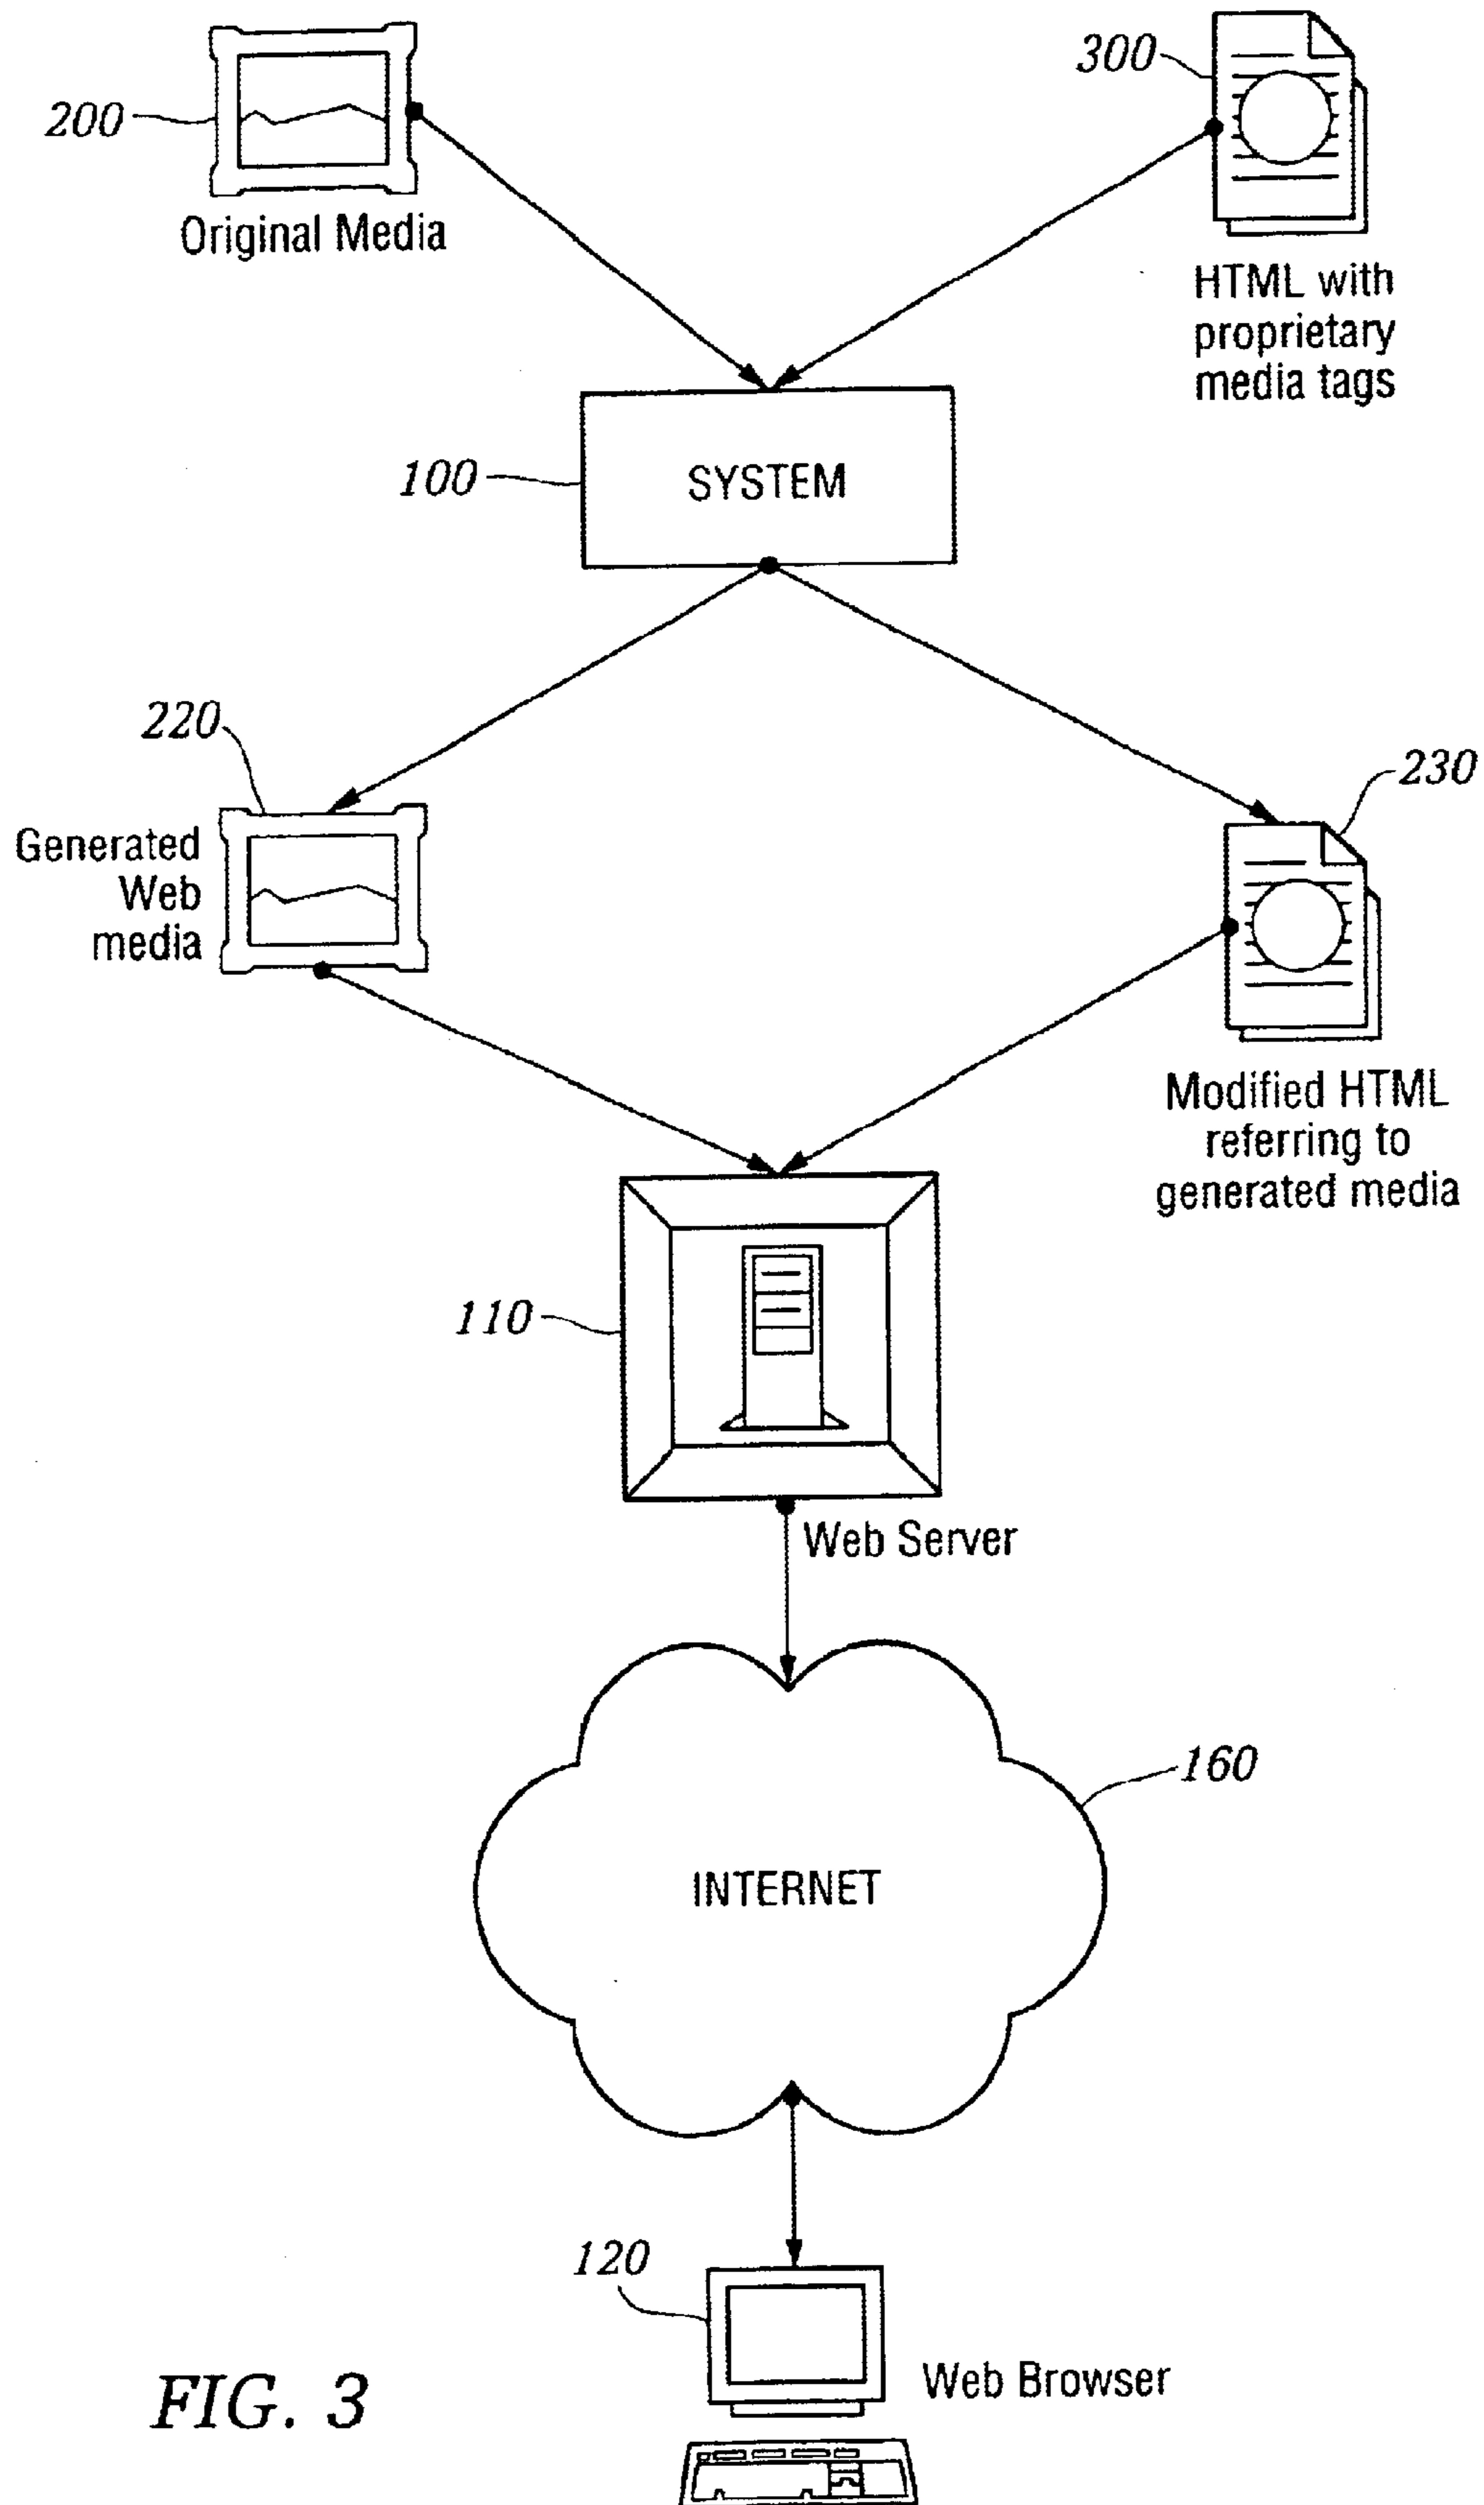 200
Original Media
300
HTML with
proprietary
media tags
100
SYSTEM
220
Generated
Web
media
230
Modified HTML
referring to
generated media
110
Web Server
160
INTERNET
120
Web Browser
FIG. 3